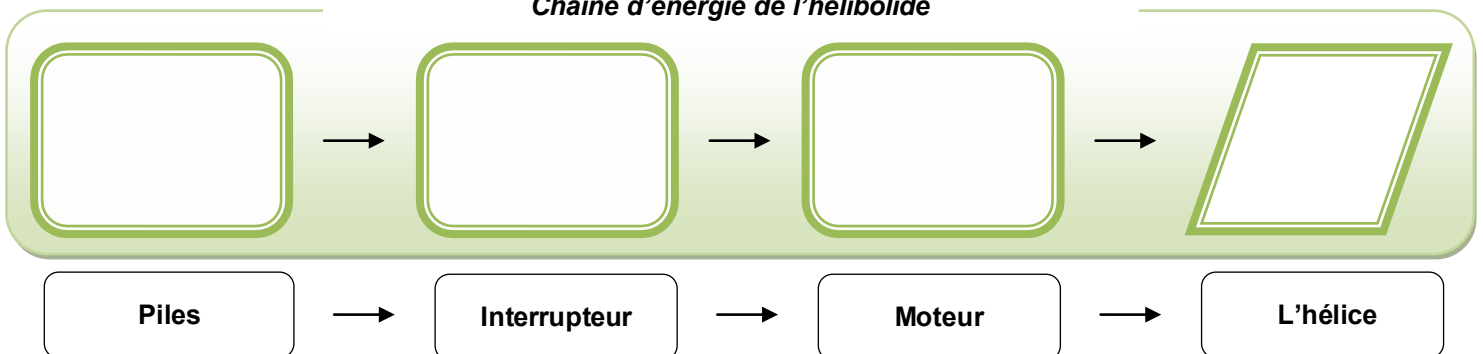 Chaîne d'énergie de l'hélibolide
Piles
Interrupteur
Moteur
L'hélice